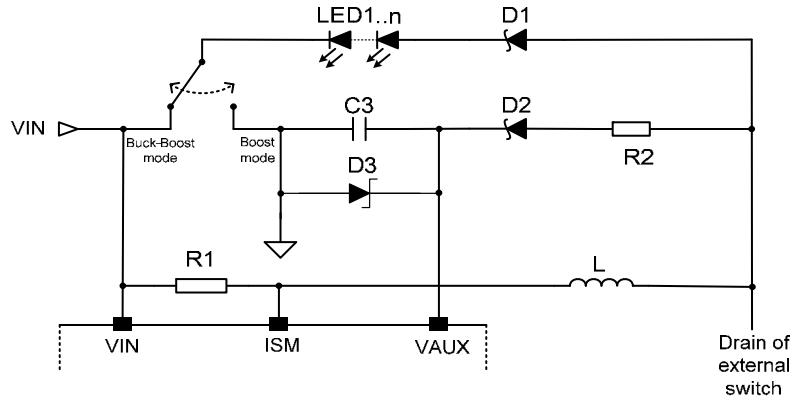 LED1..n
D1
VIN
Buck-Boost
mode
Boost
mode
C3
D2
R2
D3
R1
L
VIN
ISM
VAUX
Drain of
external
switch